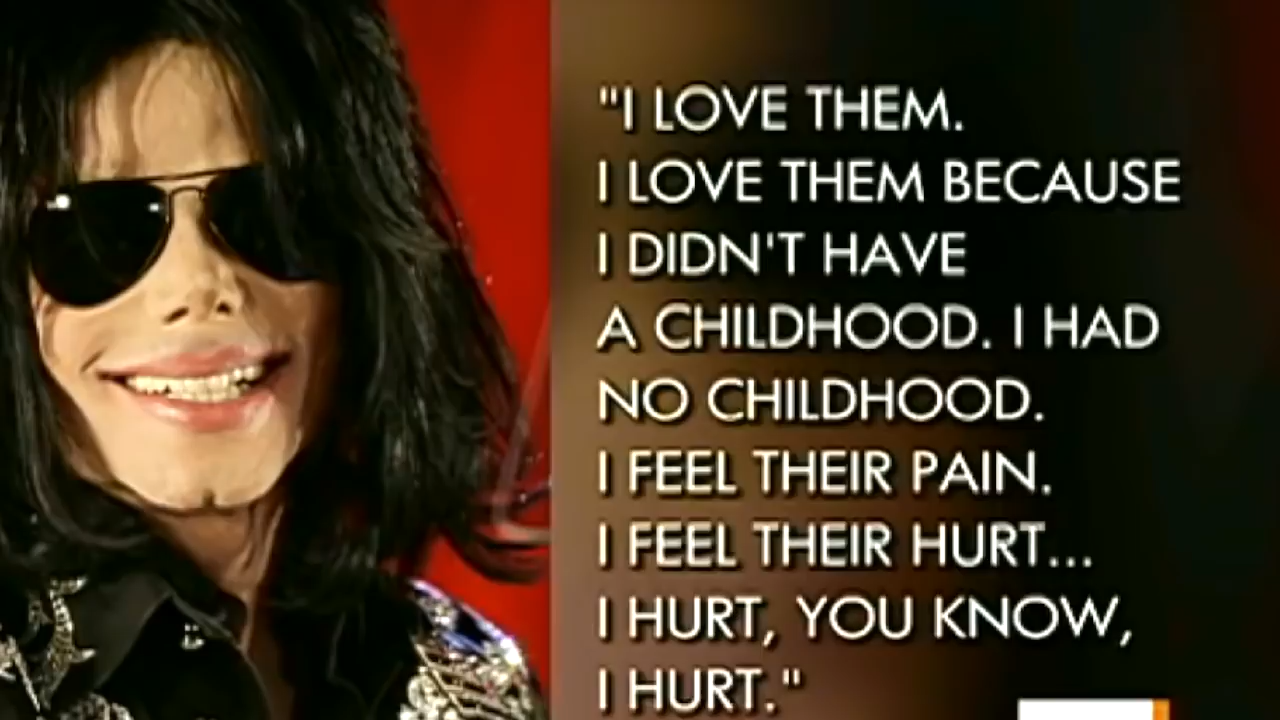 "I LOVE THEM.
I LOVE THEM BECAUSE
I DIDN'T HAVE
A CHILDHOOD. I HAD
NO CHILDHOOD.
I FEEL THEIR PAIN.
I FEEL THEIR HURT...
I HURT, YOU KNOW,
I HURT."